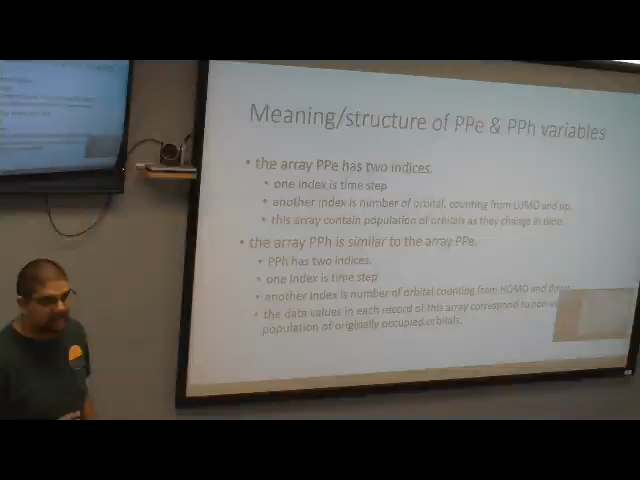 Meaning/structure of PPe & PPh variables
• the array PPe has two indices.
• one index is time step
• another index is number of orbital, counting from LUMO and up.
• this array contain population of orbitals as they change in time.
• the array PPh is similar to the array PPe.
• PPh has two indices.
• one index is time step
• another index is number of orbital counting from HOMO and down
• the data values in each record of this array correspond to
population of originally occupied orbitals.